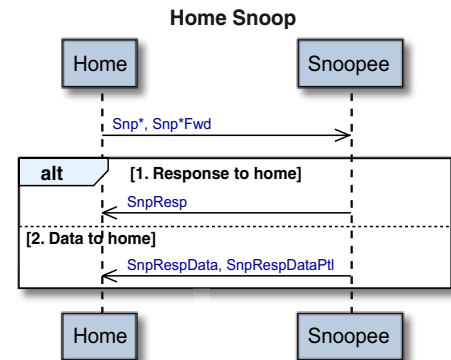 Home Snoop
Home Snoopee
Snp*, Snp*Fwd
alt [1. Response to home]
SnpResp
[2. Data to home]
SnpRespData, SnpRespDataPtl
Home Snoopee